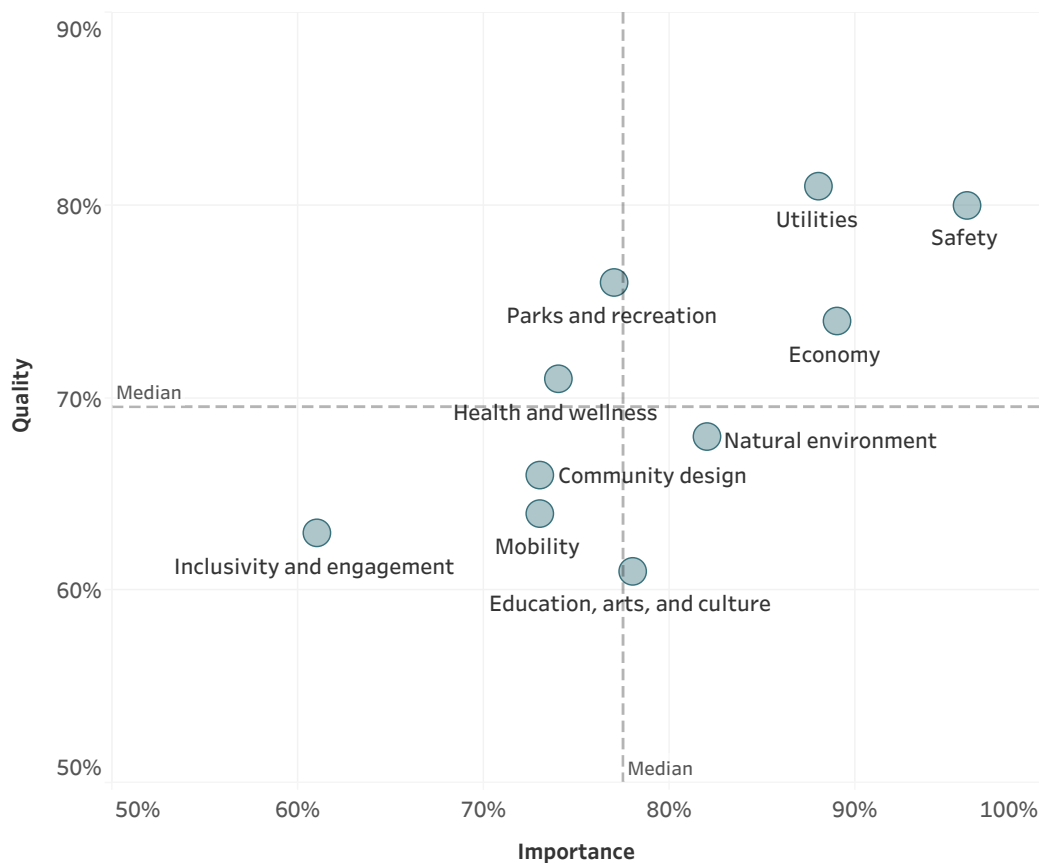 90%
80%
70%
60%
50%
Quality
Median
Utilities
Safety
Parks and recreation
Economy
Health and wellness
Natural environment
Community design
Mobility
Inclusivity and engagement
Education, arts, and culture
Median
50%
60%
70%
80%
90%
100%
Importance